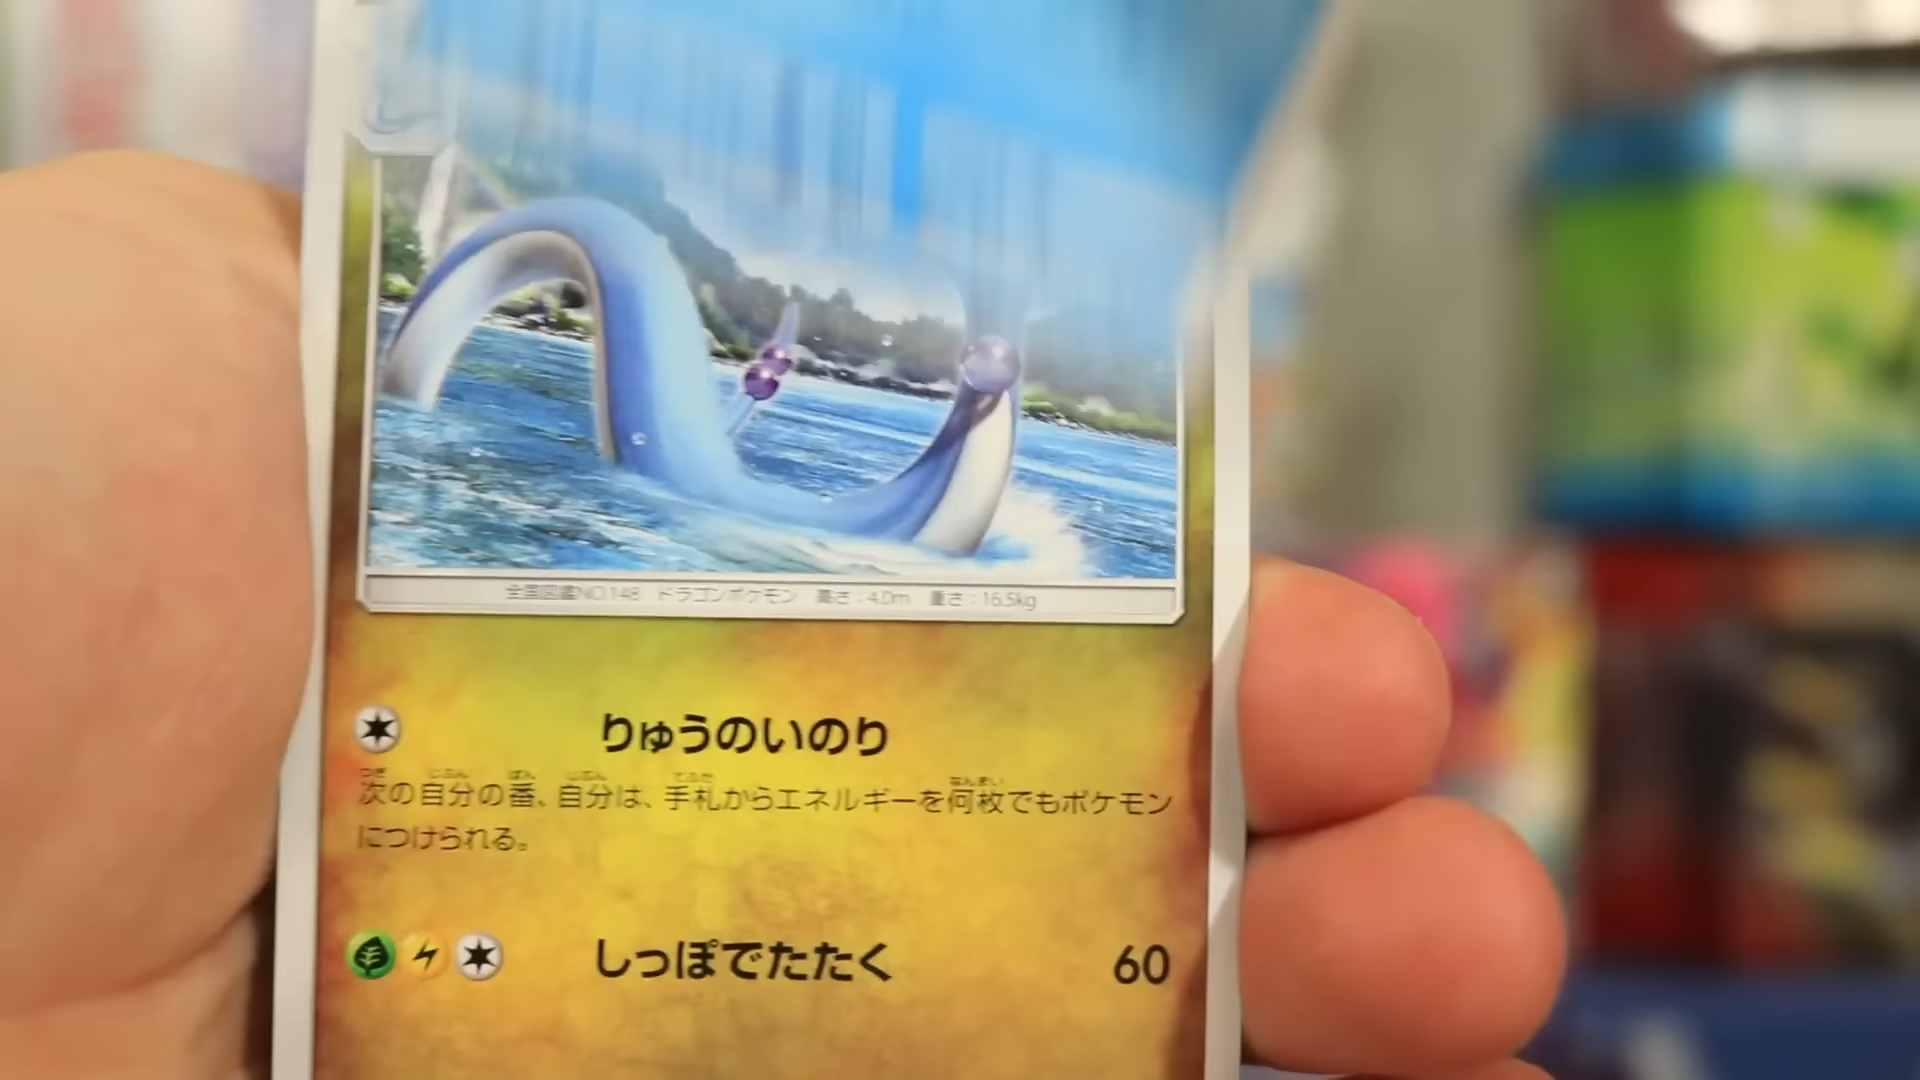 全国図鑑NO.148 ドラゴンポケモン 高さ:4.0m 重さ:16.5kg
りゅうのいのり
次の自分の番、自分は、手札からエネルギーを何枚でもポケモン
につけられる。
しっぽでたたく 60